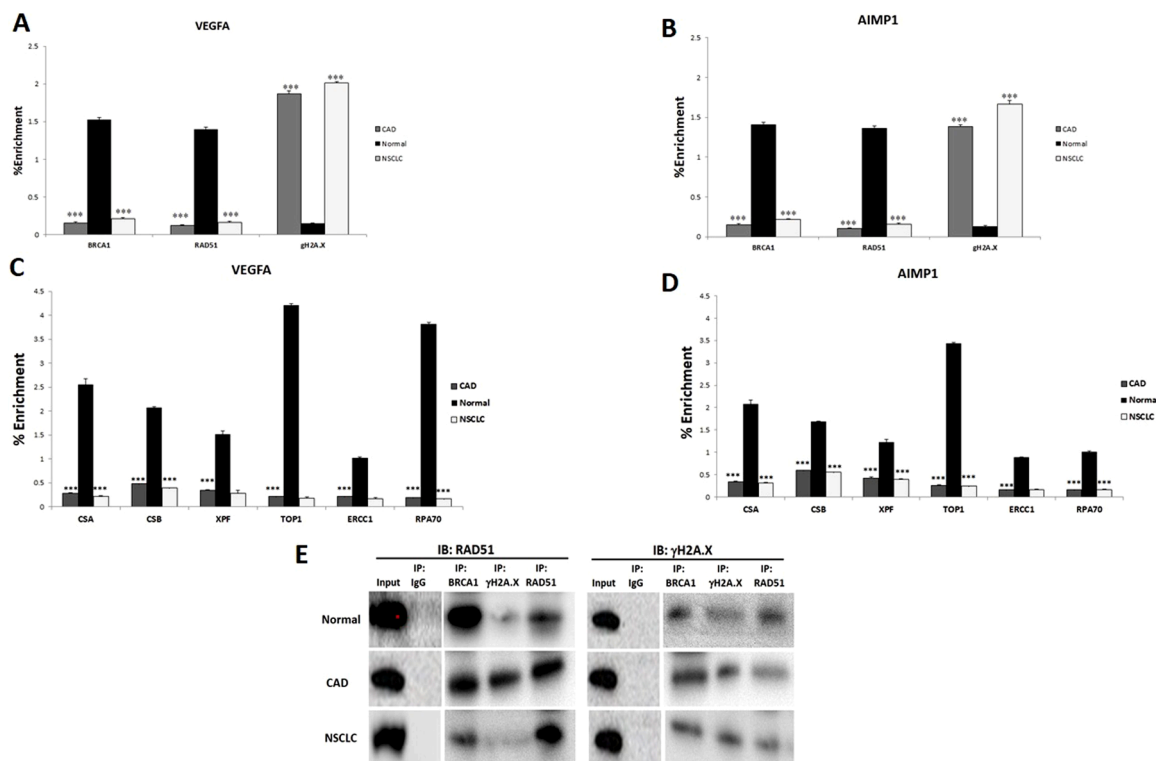 A
VEGFA
2.5
2
1.5
1
0.5
0
%Enrichment
*** *** *** *** *** ***
BRCA1 RAD51 gH2A.X
CAD
Normal
NSCLC
B
AIMP1
2.5
2
1.5
1
0.5
0
%Enrichment
*** *** *** *** *** ***
BRCA1 RAD51 gH2A.X
CAD
Normal
NSCLC
C
VEGFA
4.5
4
3.5
3
2.5
2
1.5
1
0.5
0
% Enrichment
*** *** *** *** *** *** *** *** ***
CSA CSB XPF TOP1 ERCC1 RPA70
CAD
Normal
NSCLC
D
AIMP1
4.5
4
3.5
3
2.5
2
1.5
1
0.5
0
% Enrichment
*** *** *** *** *** *** *** *** *** ***
CSA CSB XPF TOP1 ERCC1 RPA70
CAD
Normal
NSCLC
E
IB: RAD51
Input IP: IgG IP: BRCA1 IP: γH2A.X IP: RAD51
IB: γH2A.X
Input IP: IgG IP: BRCA1 IP: γH2A.X IP: RAD51
Normal
CAD
NSCLC